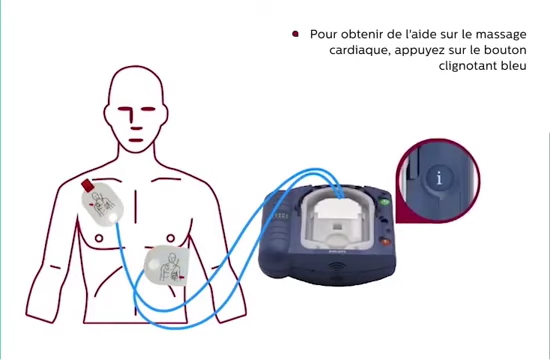 Pour obtenir de l'aide sur le massage
cardiaque, appuyez sur le bouton
clignotant bleu
i